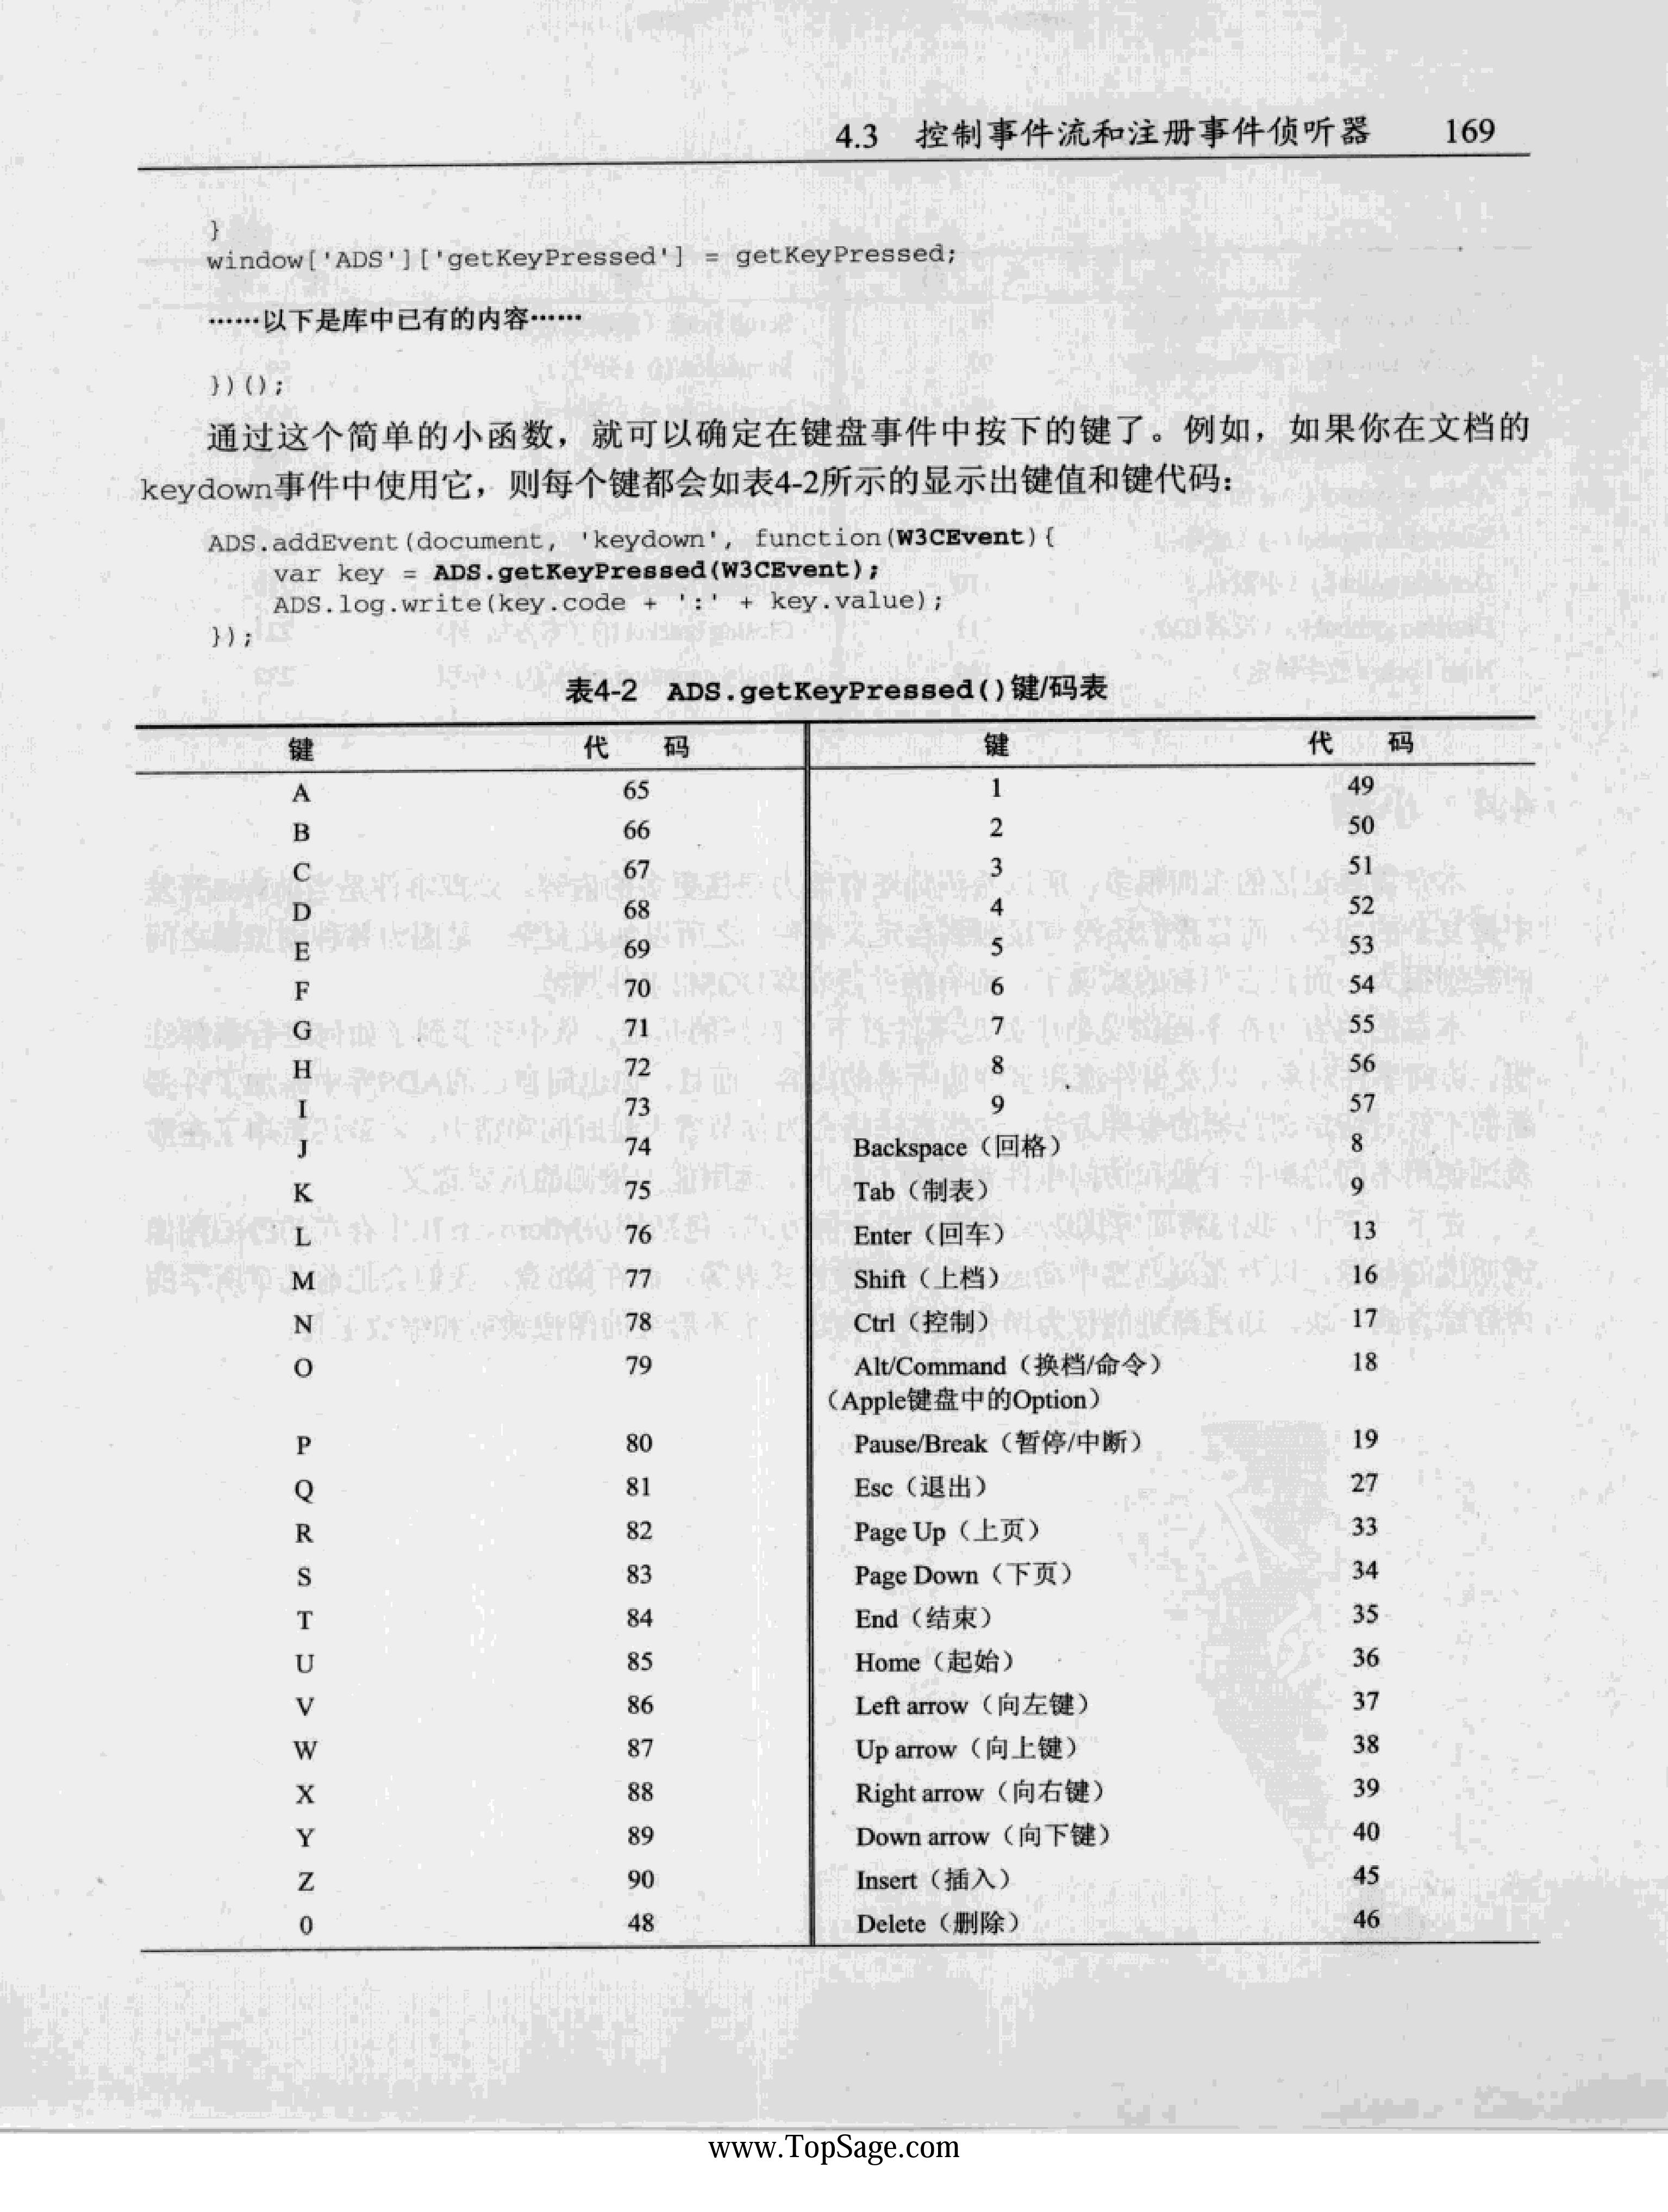 4.3 控制事件流和注册事件侦听器 169
}
window['ADS']['getKeyPressed'] = getKeyPressed;
……以下是库中已有的内容……
})();
通过这个简单的小函数，就可以确定在键盘事件中按下的键了。例如，如果你在文档的
keydown事件中使用它，则每个键都会如表4-2所示的显示出键值和键代码：
ADS.addEvent(document, 'keydown', function(W3CEvent){
var key = ADS.getKeyPressed(W3CEvent);
ADS.log.write(key.code + ':' + key.value);
});
表4-2 ADS.getKeyPressed()键/码表
键 代 码 键 代 码
A 65 1 49
B 66 2 50
C 67 3 51
D 68 4 52
E 69 5 53
F 70 6 54
G 71 7 55
H 72 8 56
I 73 9 57
J 74 Backspace（回格） 8
K 75 Tab（制表） 9
L 76 Enter（回车） 13
M 77 Shift（上档） 16
N 78 Ctrl（控制） 17
O 79 Alt/Command（换档/命令） 18
（Apple键盘中的Option）
P 80 Pause/Break（暂停/中断） 19
Q 81 Esc（退出） 27
R 82 Page Up（上页） 33
S 83 Page Down（下页） 34
T 84 End（结束） 35
U 85 Home（起始） 36
V 86 Left arrow（向左键） 37
W 87 Up arrow（向上键） 38
X 88 Right arrow（向右键） 39
Y 89 Down arrow（向下键） 40
Z 90 Insert（插入） 45
0 48 Delete（删除） 46
www.TopSage.com